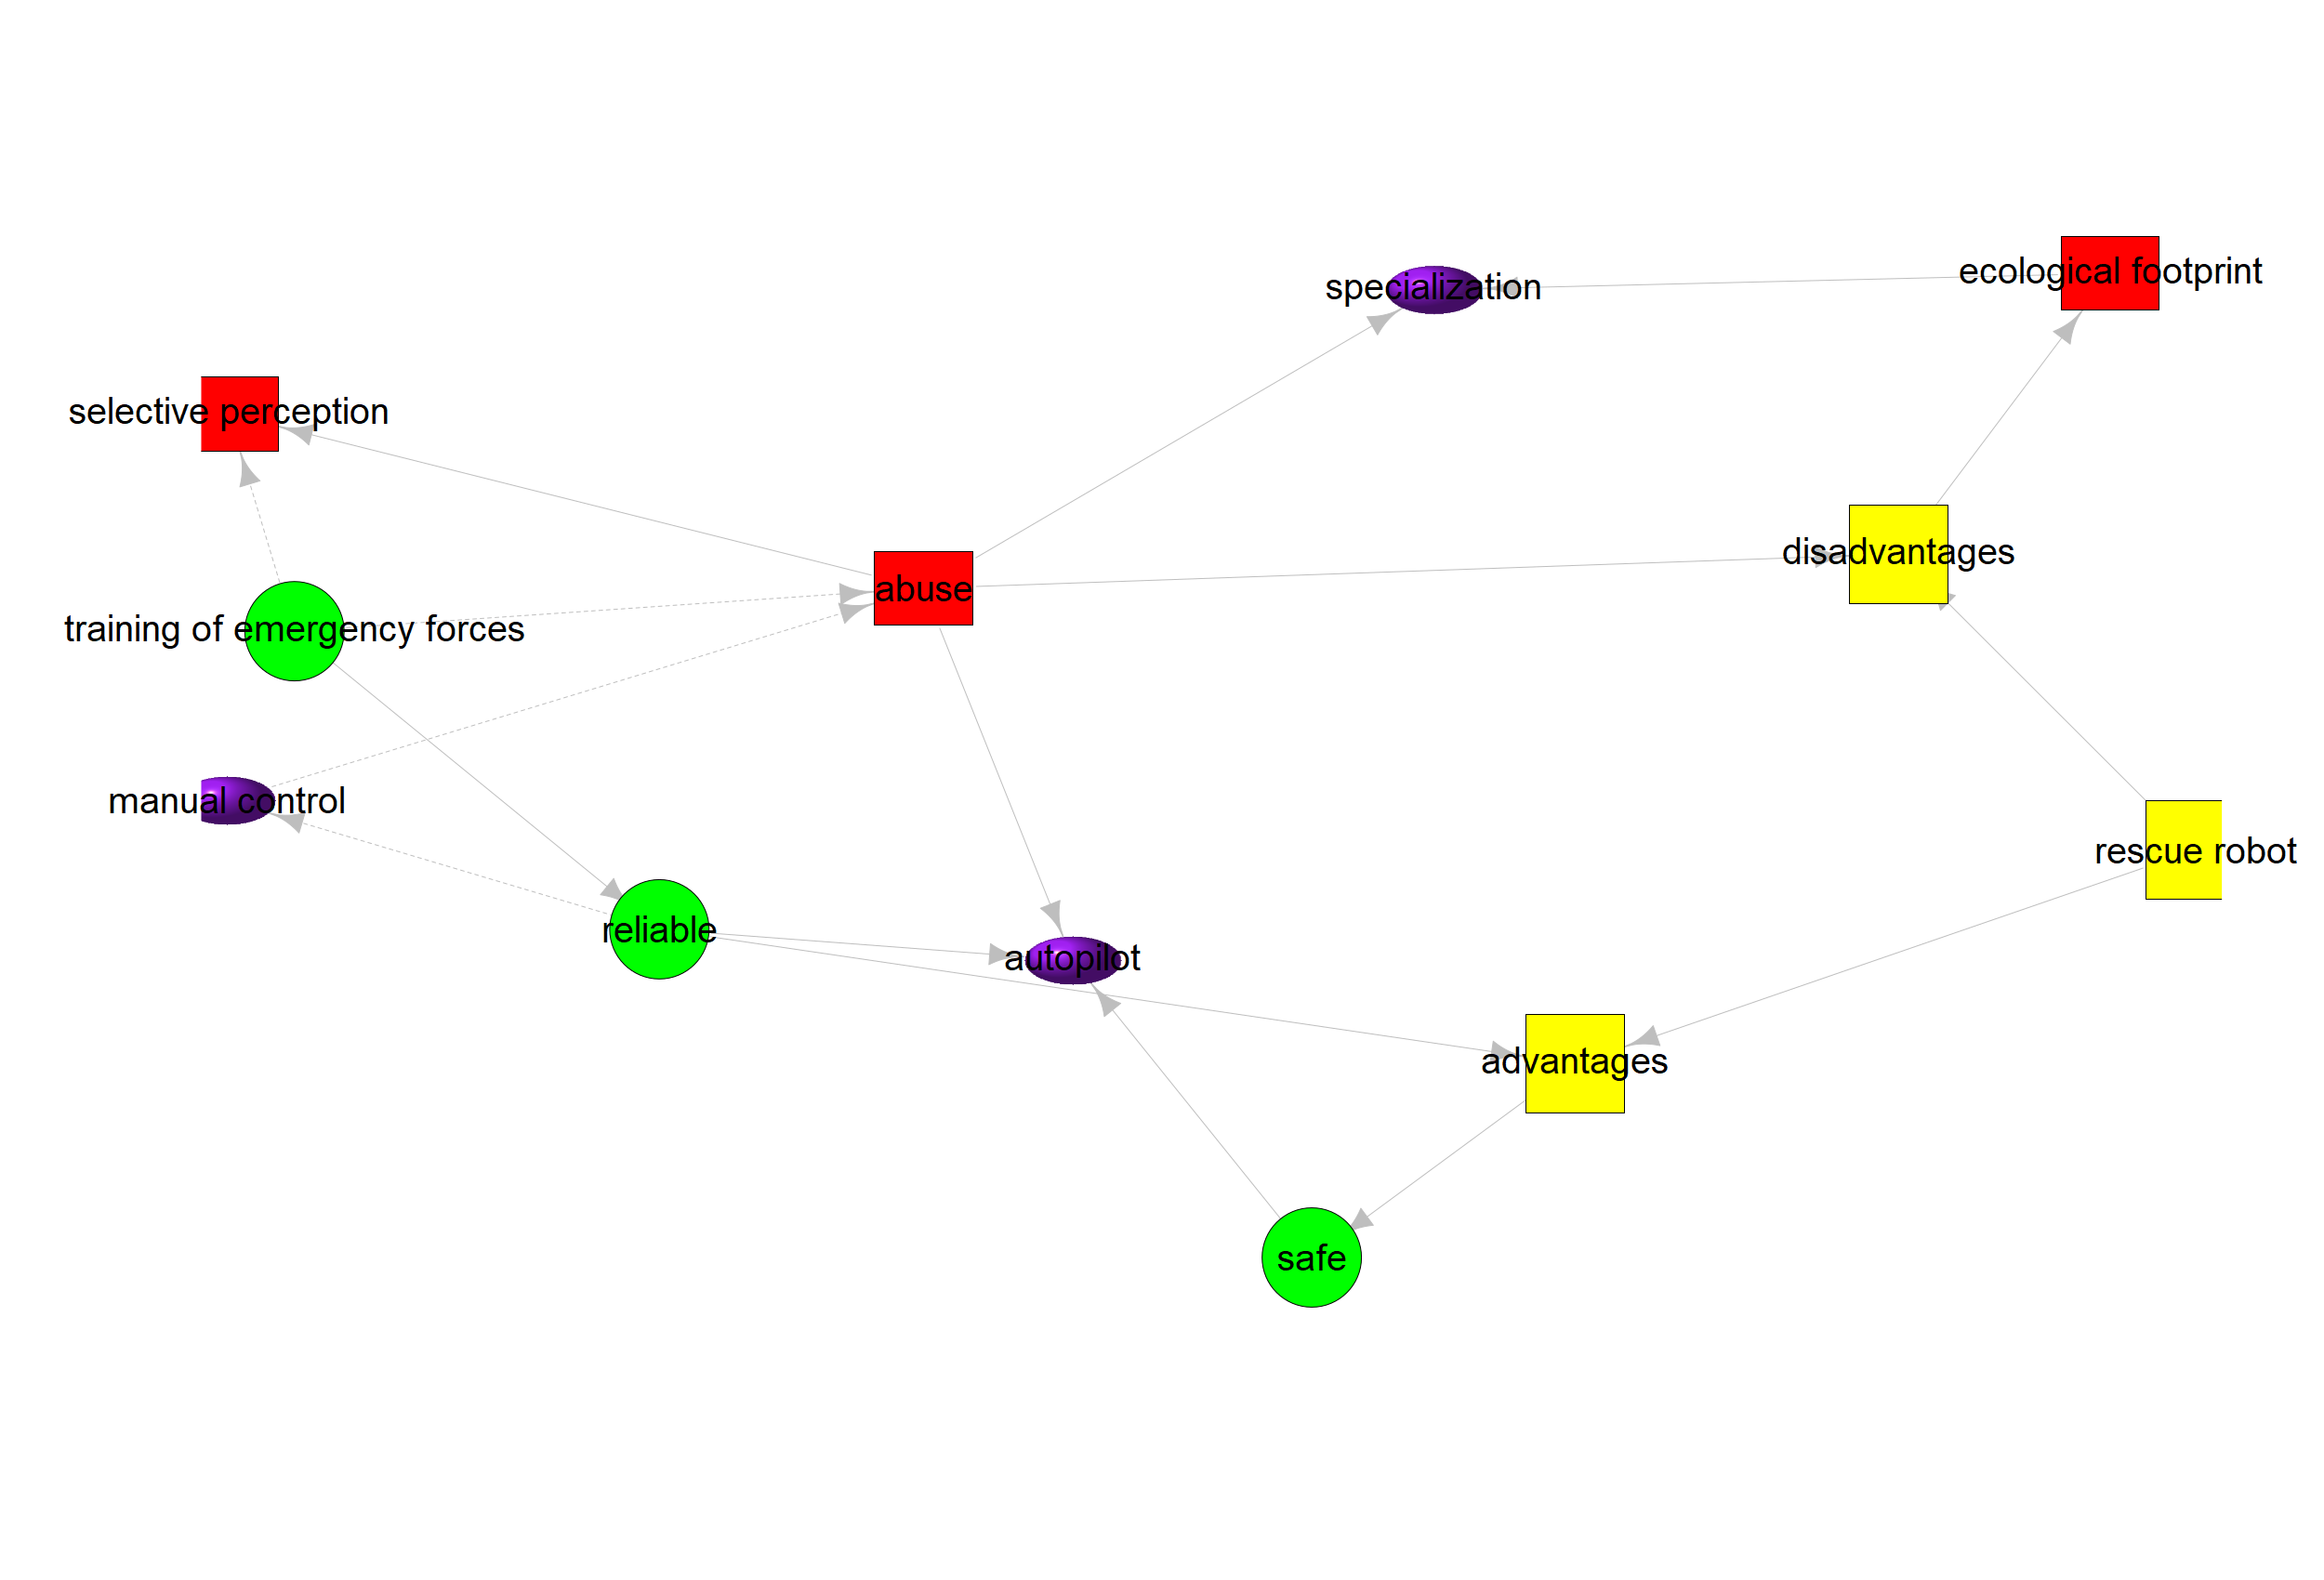 ecological footprint
specialization
selective perception
disadvantages
abuse
training of emergency forces
manual control
rescue robot
reliable
autopilot
advantages
safe